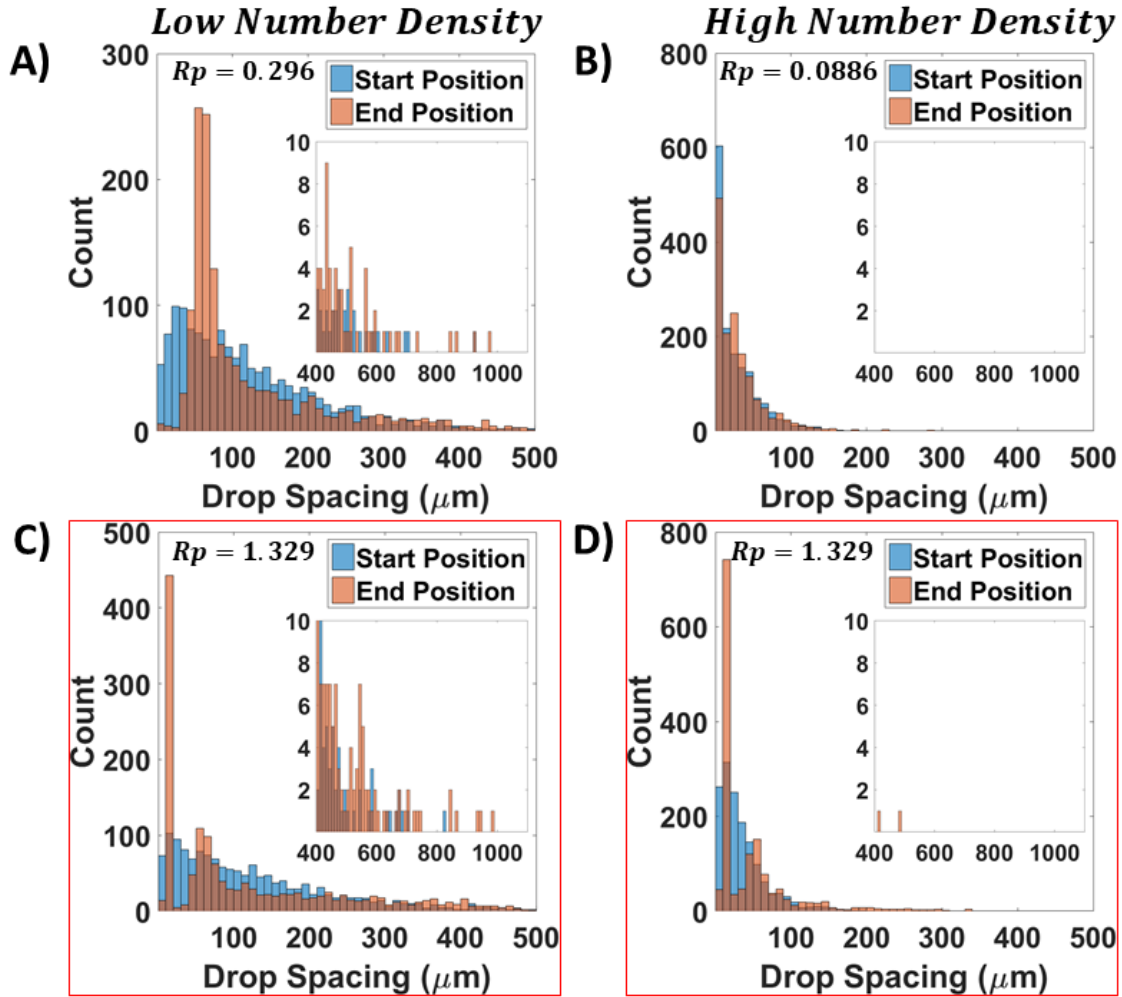 Low Number Density
High Number Density
A)
Rp = 0.296
Start Position
End Position
300
200
100
0
Count
10
8
6
4
2
400 600 800 1000
100 200 300 400 500
Drop Spacing (μm)
B)
Rp = 0.0886
Start Position
End Position
800
600
400
200
0
Count
10
8
6
4
2
400 600 800 1000
100 200 300 400 500
Drop Spacing (μm)
C)
Rp = 1.329
Start Position
End Position
500
400
300
200
100
0
Count
10
8
6
4
2
400 600 800 1000
100 200 300 400 500
Drop Spacing (μm)
D)
Rp = 1.329
Start Position
End Position
800
600
400
200
0
Count
10
8
6
4
2
400 600 800 1000
100 200 300 400 500
Drop Spacing (μm)